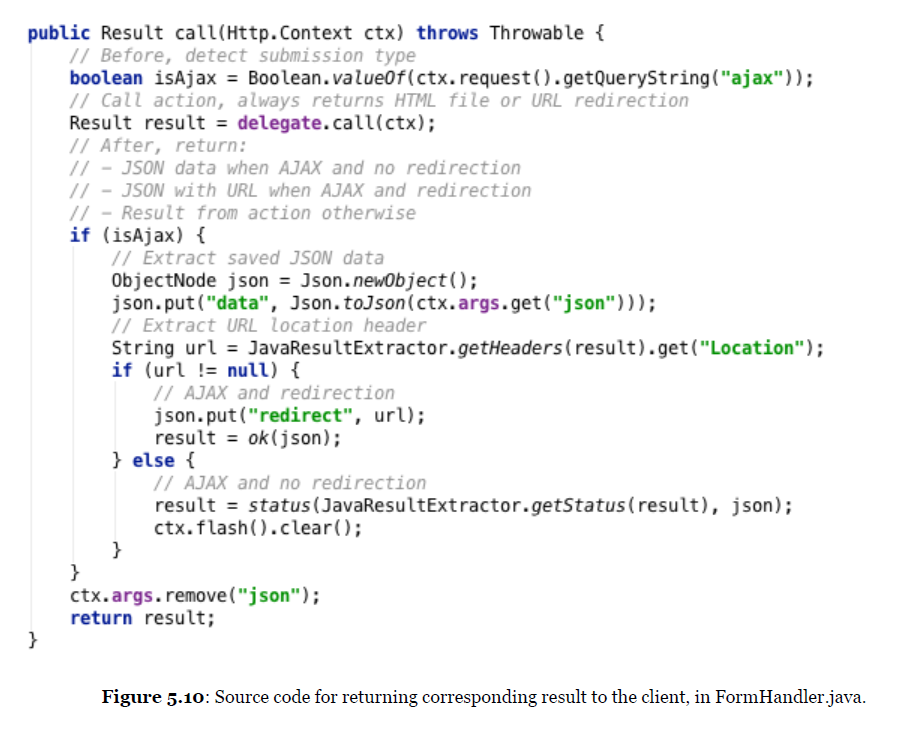 public Result call(Http.Context ctx) throws Throwable {
    // Before, detect submission type
    boolean isAjax = Boolean.valueOf(ctx.request().getQueryString("ajax"));
    // Call action, always returns HTML file or URL redirection
    Result result = delegate.call(ctx);
    // After, return:
    // – JSON data when AJAX and no redirection
    // – JSON with URL when AJAX and redirection
    // – Result from action otherwise
    if (isAjax) {
        // Extract saved JSON data
        ObjectNode json = Json.newObject();
        json.put("data", Json.toJson(ctx.args.get("json")));
        // Extract URL location header
        String url = JavaResultExtractor.getHeaders(result).get("Location");
        if (url != null) {
            // AJAX and redirection
            json.put("redirect", url);
            result = ok(json);
        } else {
            // AJAX and no redirection
            result = status(JavaResultExtractor.getStatus(result), json);
            ctx.flash().clear();
        }
    }
    ctx.args.remove("json");
    return result;
}
Figure 5.10: Source code for returning corresponding result to the client, in FormHandler.java.